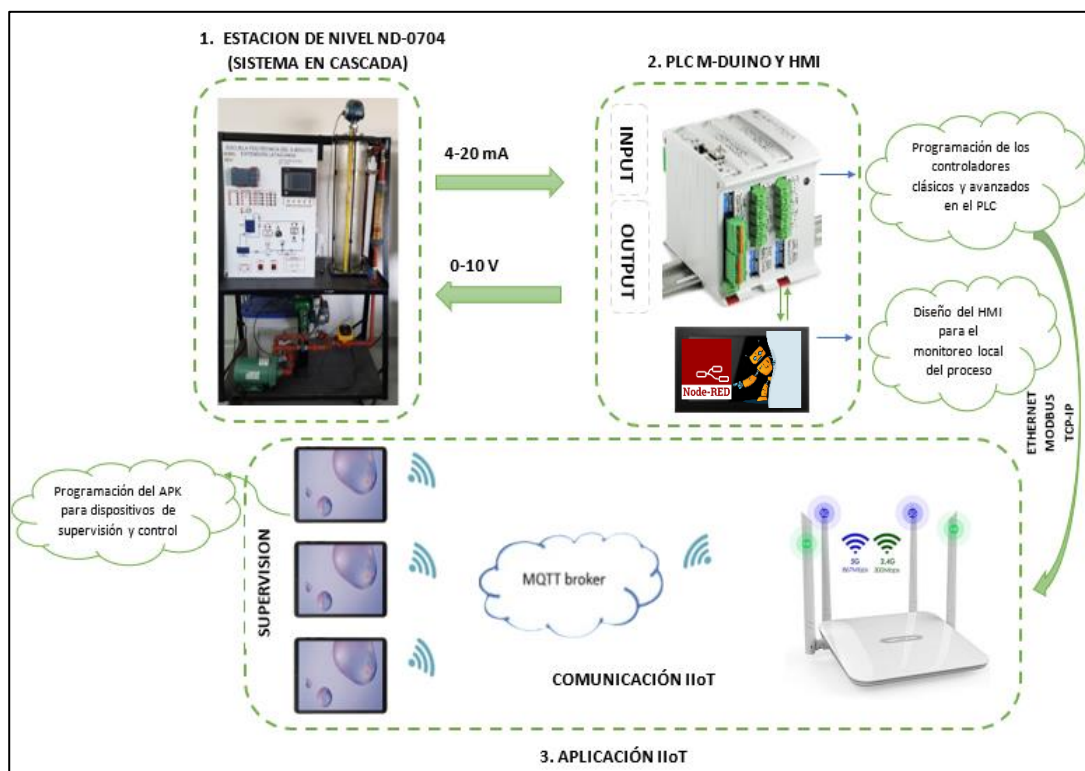 1. ESTACION DE NIVEL ND-0704
(SISTEMA EN CASCADA)
2. PLC M-DUINO Y HMI
4-20 mA
0-10 V
INPUT
OUTPUT
Programación de los
controladores
clásicos y avanzados
en el PLC
Node-RED
Diseño del HMI
para el
monitoreo local
del proceso
ETHERNET
MODBUS
TCP-IP
Programación del APK
para dispositivos de
supervisión y control
SUPERVISION
MQTT broker
2.4G
COMUNICACIÓN IIoT
3. APLICACIÓN IIoT